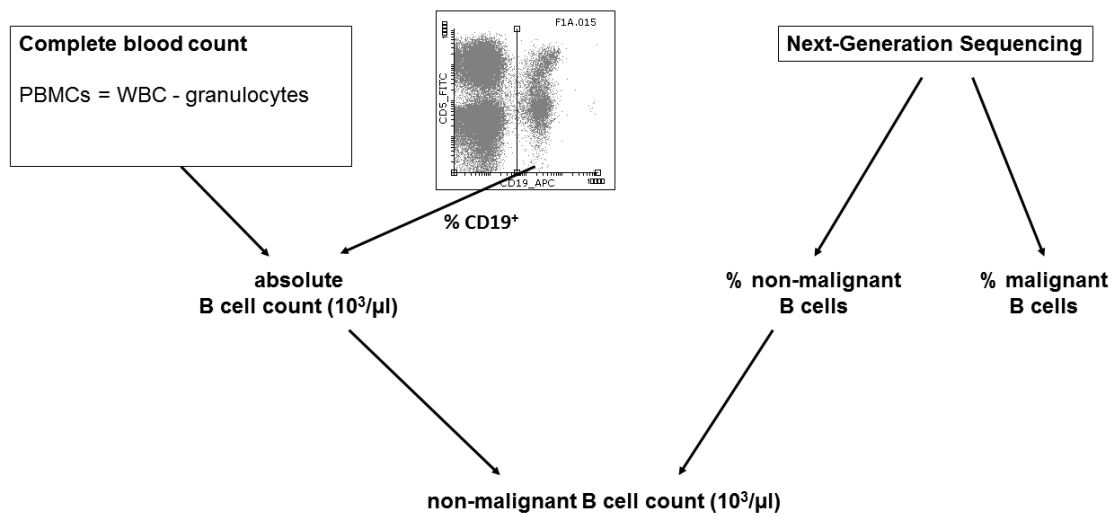 Complete blood count
PBMCs = WBC - granulocytes
F1A.015
CD5_FITC
CD19_APC
% CD19⁺
Next-Generation Sequencing
absolute
B cell count (10³/µl)
% non-malignant
B cells
% malignant
B cells
non-malignant B cell count (10³/µl)